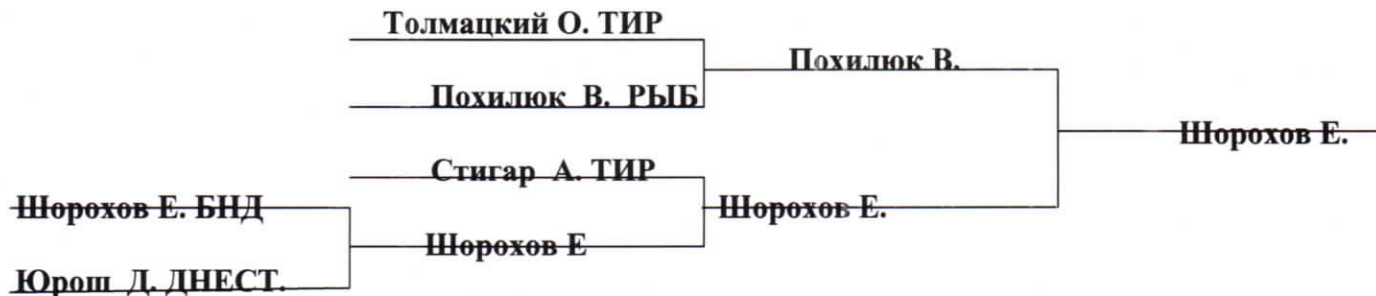 Толмацкий О. ТИР
Похилюк В.
Похилюк В. РЫБ
Шорохов Е.
Стигар А. ТИР
Шорохов Е. БНД
Шорохов Е.
Шорохов Е
Юрош Д. ДНЕСТ.